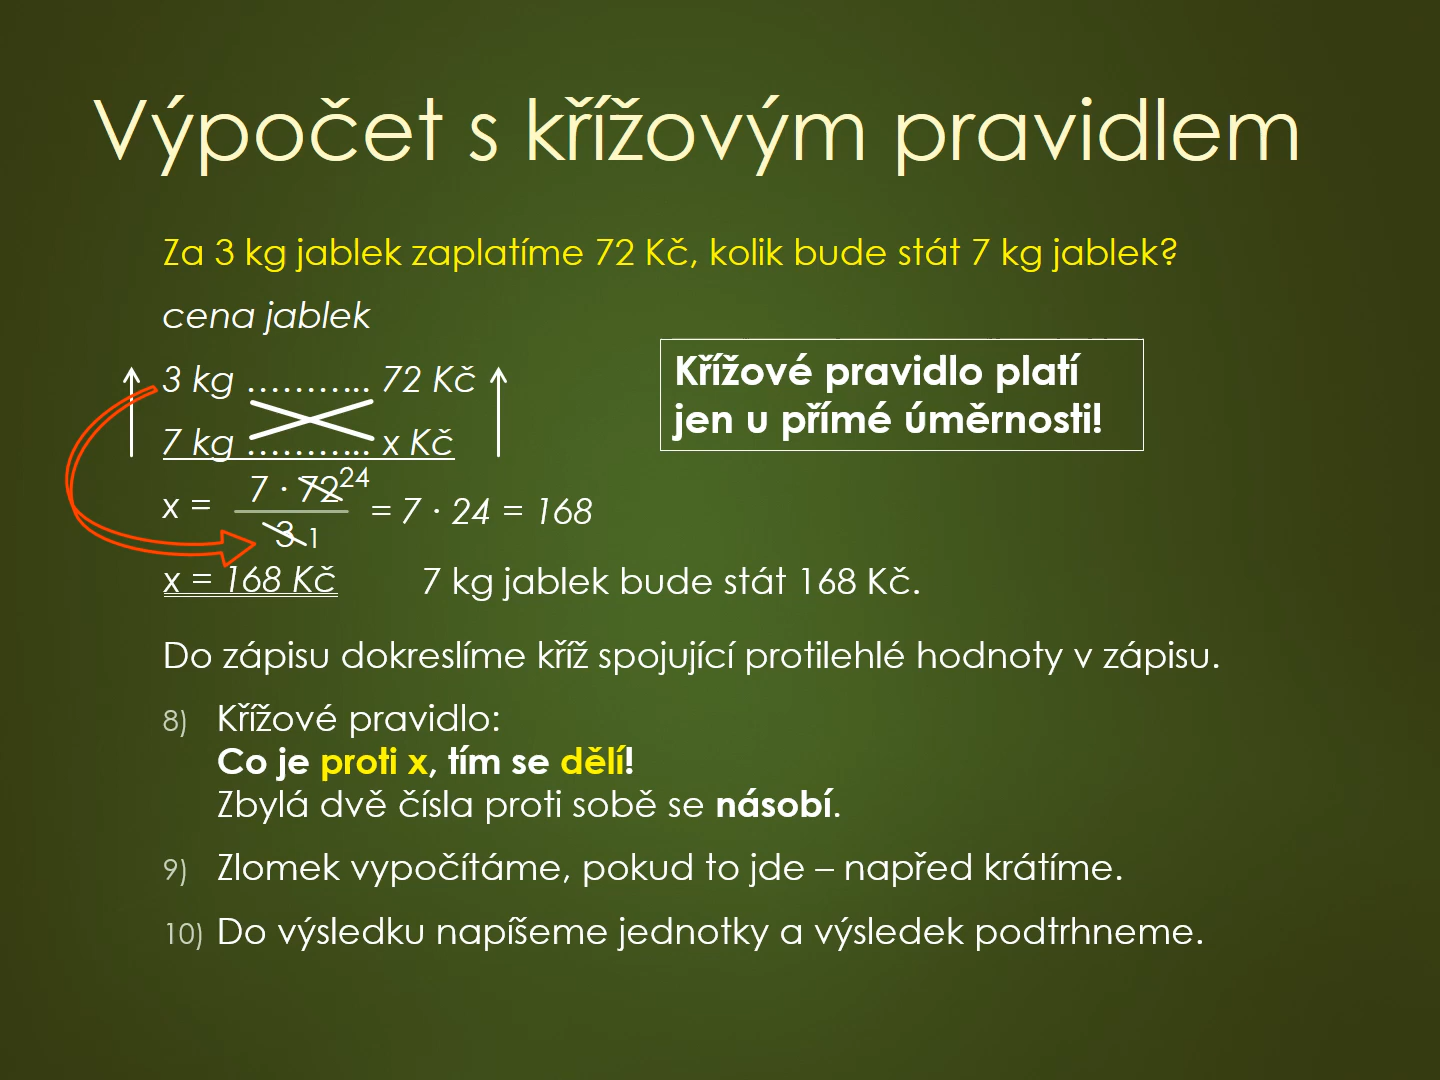 Výpočet s křížovým pravidlem
Za 3 kg jablek zaplatíme 72 Kč, kolik bude stát 7 kg jablek?
cena jablek
3 kg ……….. 72 Kč
7 kg ……….. x Kč
Křížové pravidlo platí
jen u přímé úměrnosti!
x = 7 · 72 24 / 3 1 = 7 · 24 = 168
x = 168 Kč
7 kg jablek bude stát 168 Kč.
Do zápisu dokreslíme kříž spojující protilehlé hodnoty v zápisu.
8) Křížové pravidlo:
Co je proti x, tím se dělí!
Zbylá dvě čísla proti sobě se násobí.
9) Zlomek vypočítáme, pokud to jde – napřed krátíme.
10) Do výsledku napíšeme jednotky a výsledek podtrhneme.